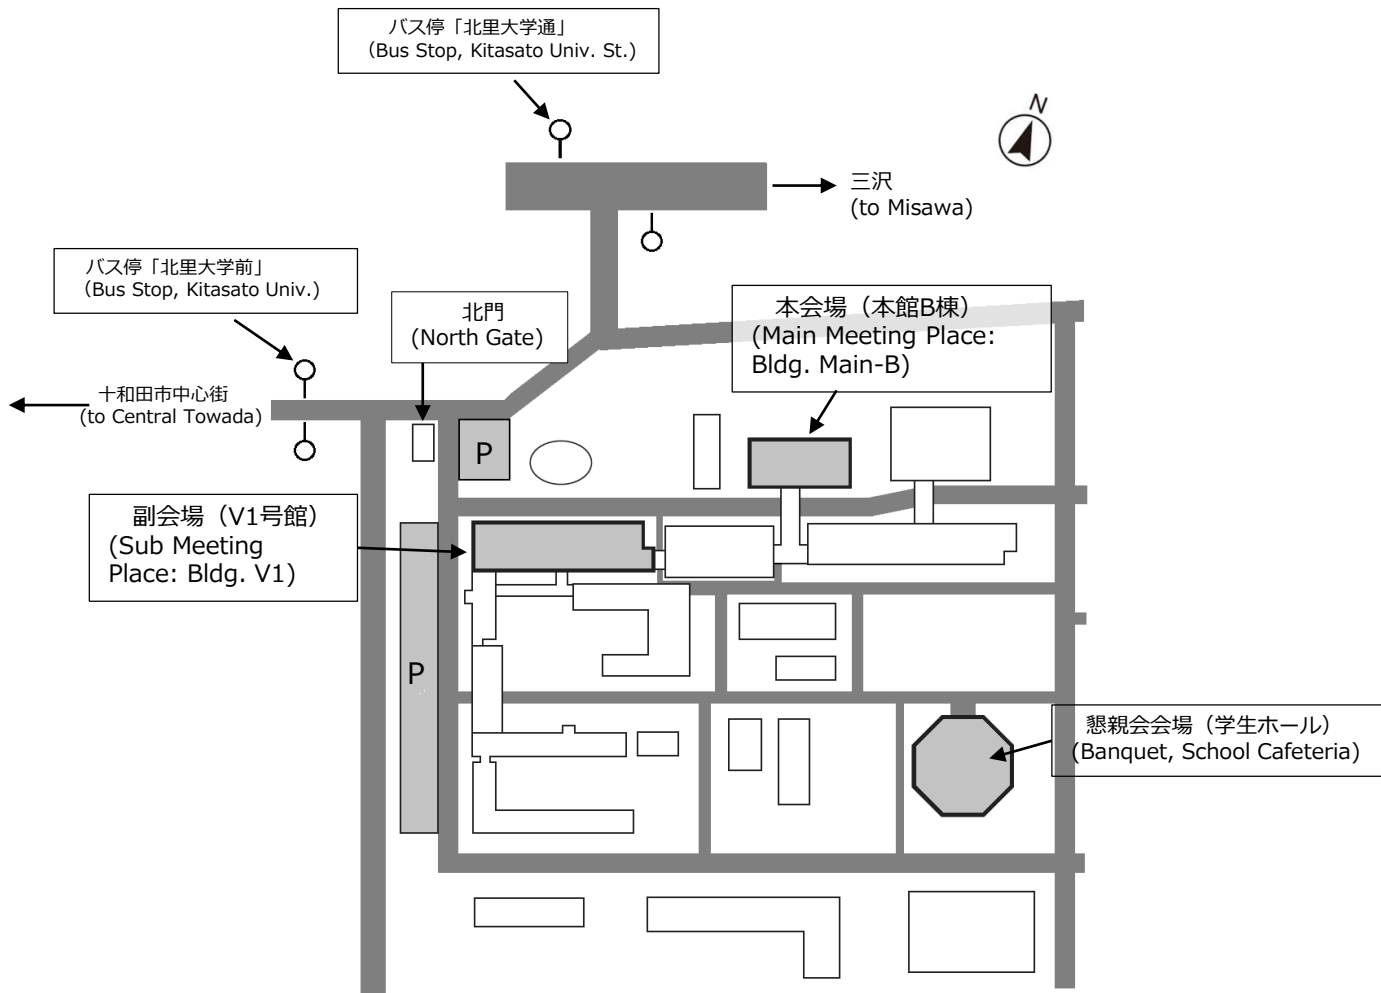 バス停「北里大学通」
(Bus Stop, Kitasato Univ. St.)
N
三沢
(to Misawa)
バス停「北里大学前」
(Bus Stop, Kitasato Univ.)
北門
(North Gate)
本会場（本館B棟）
(Main Meeting Place:
Bldg. Main-B)
十和田市中心街
(to Central Towada)
P
副会場（V1号館）
(Sub Meeting
Place: Bldg. V1)
P
懇親会会場（学生ホール）
(Banquet, School Cafeteria)